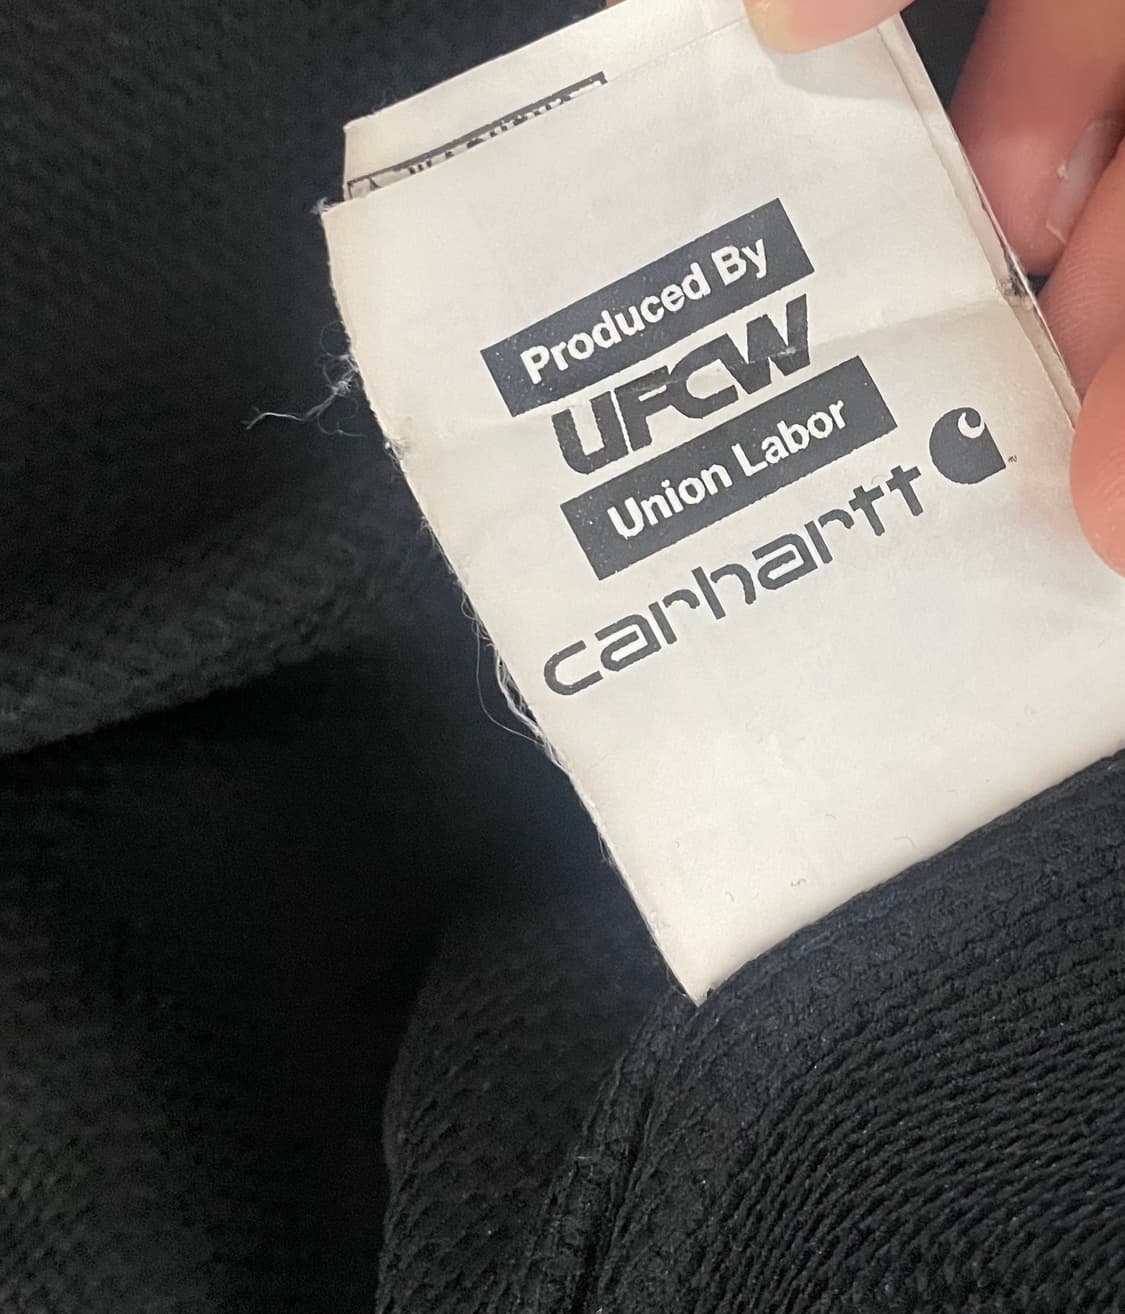 Produced By
UFCW
Union Labor
carhartt